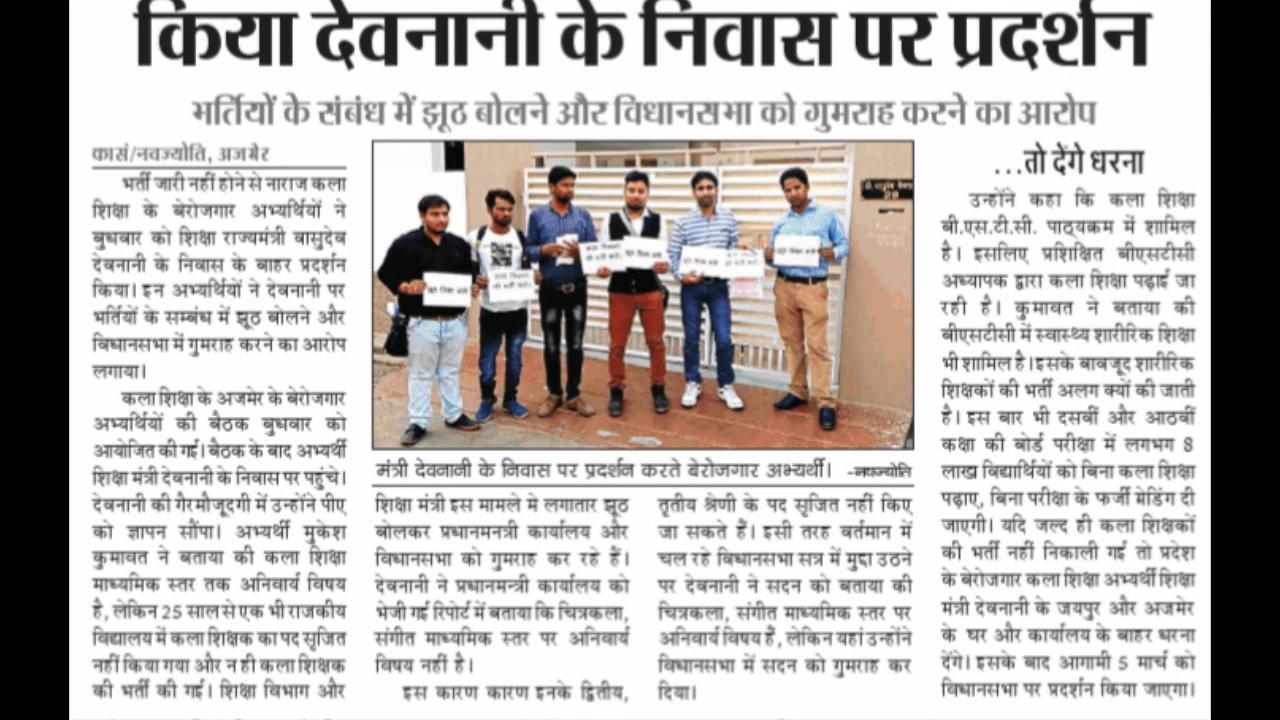 किया देवनानी के निवास पर प्रदर्शन
भर्तियों के संबंध में झूठ बोलने और विधानसभा को गुमराह करने का आरोप
कासं/नवज्योति, अजमेर
भर्ती जारी नहीं होने से नाराज कला
शिक्षा के बेरोजगार अभ्यर्थियों ने
बुधवार को शिक्षा राज्यमंत्री वासुदेव
देवनानी के निवास के बाहर प्रदर्शन
किया। इन अभ्यर्थियों ने देवनानी पर
भर्तियों के सम्बंध में झूठ बोलने और
विधानसभा में गुमराह करने का आरोप
लगाया।
कला शिक्षा के अजमेर के बेरोजगार
अभ्यर्थियों की बैठक बुधवार को
आयोजित की गई। बैठक के बाद अभ्यर्थी
शिक्षा मंत्री देवनानी के निवास पर पहुंचे।
देवनानी की गैर मौजूदगी में उन्होंने पीए
को ज्ञापन सौंपा। अभ्यर्थी मुकेश
कुमावत ने बताया की कला शिक्षा
माध्यमिक स्तर तक अनिवार्य विषय
है, लेकिन 25 साल से एक भी राजकीय
विद्यालय में कला शिक्षक का पद सृजित
नहीं किया गया और न ही कला शिक्षक
की भर्ती की गई। शिक्षा विभाग और
मंत्री देवनानी के निवास पर प्रदर्शन करते बेरोजगार अभ्यर्थी। -नवज्योति
शिक्षा मंत्री इस मामले मे लगातार झूठ
बोलकर प्रधानमनत्री कार्यालय और
विधानसभा को गुमराह कर रहे हैं।
देवनानी ने प्रधानमन्त्री कार्यालय को
भेजी गई रिपोर्ट में बताया कि चित्रकला,
संगीत माध्यमिक स्तर पर अनिवार्य
विषय नहीं है।
इस कारण कारण इनके द्वितीय,
तृतीय श्रेणी के पद सृजित नहीं किए
जा सकते हैं। इसी तरह वर्तमान में
चल रहे विधानसभा सत्र में मुद्दा उठने
पर देवनानी ने सदन को बताया की
चित्रकला, संगीत माध्यमिक स्तर पर
अनिवार्य विषय है, लेकिन यहां उन्होंने
विधानसभा में सदन को गुमराह कर
दिया।
...तो देंगे धरना
उन्होंने कहा कि कला शिक्षा
बी.एस.टी.सी. पाठ्यक्रम में शामिल
है। इसलिए प्रशिक्षित बीएसटीसी
अध्यापक द्वारा कला शिक्षा पढ़ाई जा
रही है। कुमावत ने बताया की
बीएसटीसी में स्वास्थ्य शारीरिक शिक्षा
भी शामिल है। इसके बाबजूद शारीरिक
शिक्षकों की भर्ती अलग क्यों की जाती
है। इस बार भी दसवीं और आठवीं
कक्षा की बोर्ड परीक्षा में लगभग 8
लाख विद्यार्थियों को बिना कला शिक्षा
पढ़ाए, बिना परीक्षा के फर्जी ग्रेडिंग दी
जाएगी। यदि जल्द ही कला शिक्षकों
की भर्ती नहीं निकाली गई तो प्रदेश
के बेरोजगार कला शिक्षा अभ्यर्थी शिक्षा
मंत्री देवनानी के जयपुर और अजमेर
के घर और कार्यालय के बाहर धरना
देंगे। इसके बाद आगामी 5 मार्च को
विधानसभा पर प्रदर्शन किया जाएगा।